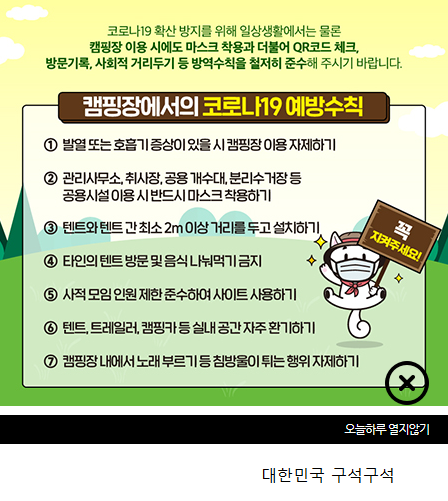 코로나19 확산 방지를 위해 일상생활에서는 물론
캠핑장 이용 시에도 마스크 착용과 더불어 QR코드 체크,
방문기록, 사회적 거리두기 등 방역수칙을 철저히 준수해 주시기 바랍니다.
캠핑장에서의 코로나19 예방수칙
① 발열 또는 호흡기 증상이 있을 시 캠핑장 이용 자제하기
② 관리사무소, 취사장, 공용 개수대, 분리수거장 등
공용시설 이용 시 반드시 마스크 착용하기
③ 텐트와 텐트 간 최소 2m 이상 거리를 두고 설치하기
④ 타인의 텐트 방문 및 음식 나눠먹기 금지
⑤ 사적 모임 인원 제한 준수하여 사이트 사용하기
⑥ 텐트, 트레일러, 캠핑카 등 실내 공간 자주 환기하기
⑦ 캠핑장 내에서 노래 부르기 등 침방울이 튀는 행위 자제하기
꼭
지켜주세요!
오늘하루 열지않기
대한민국 구석구석